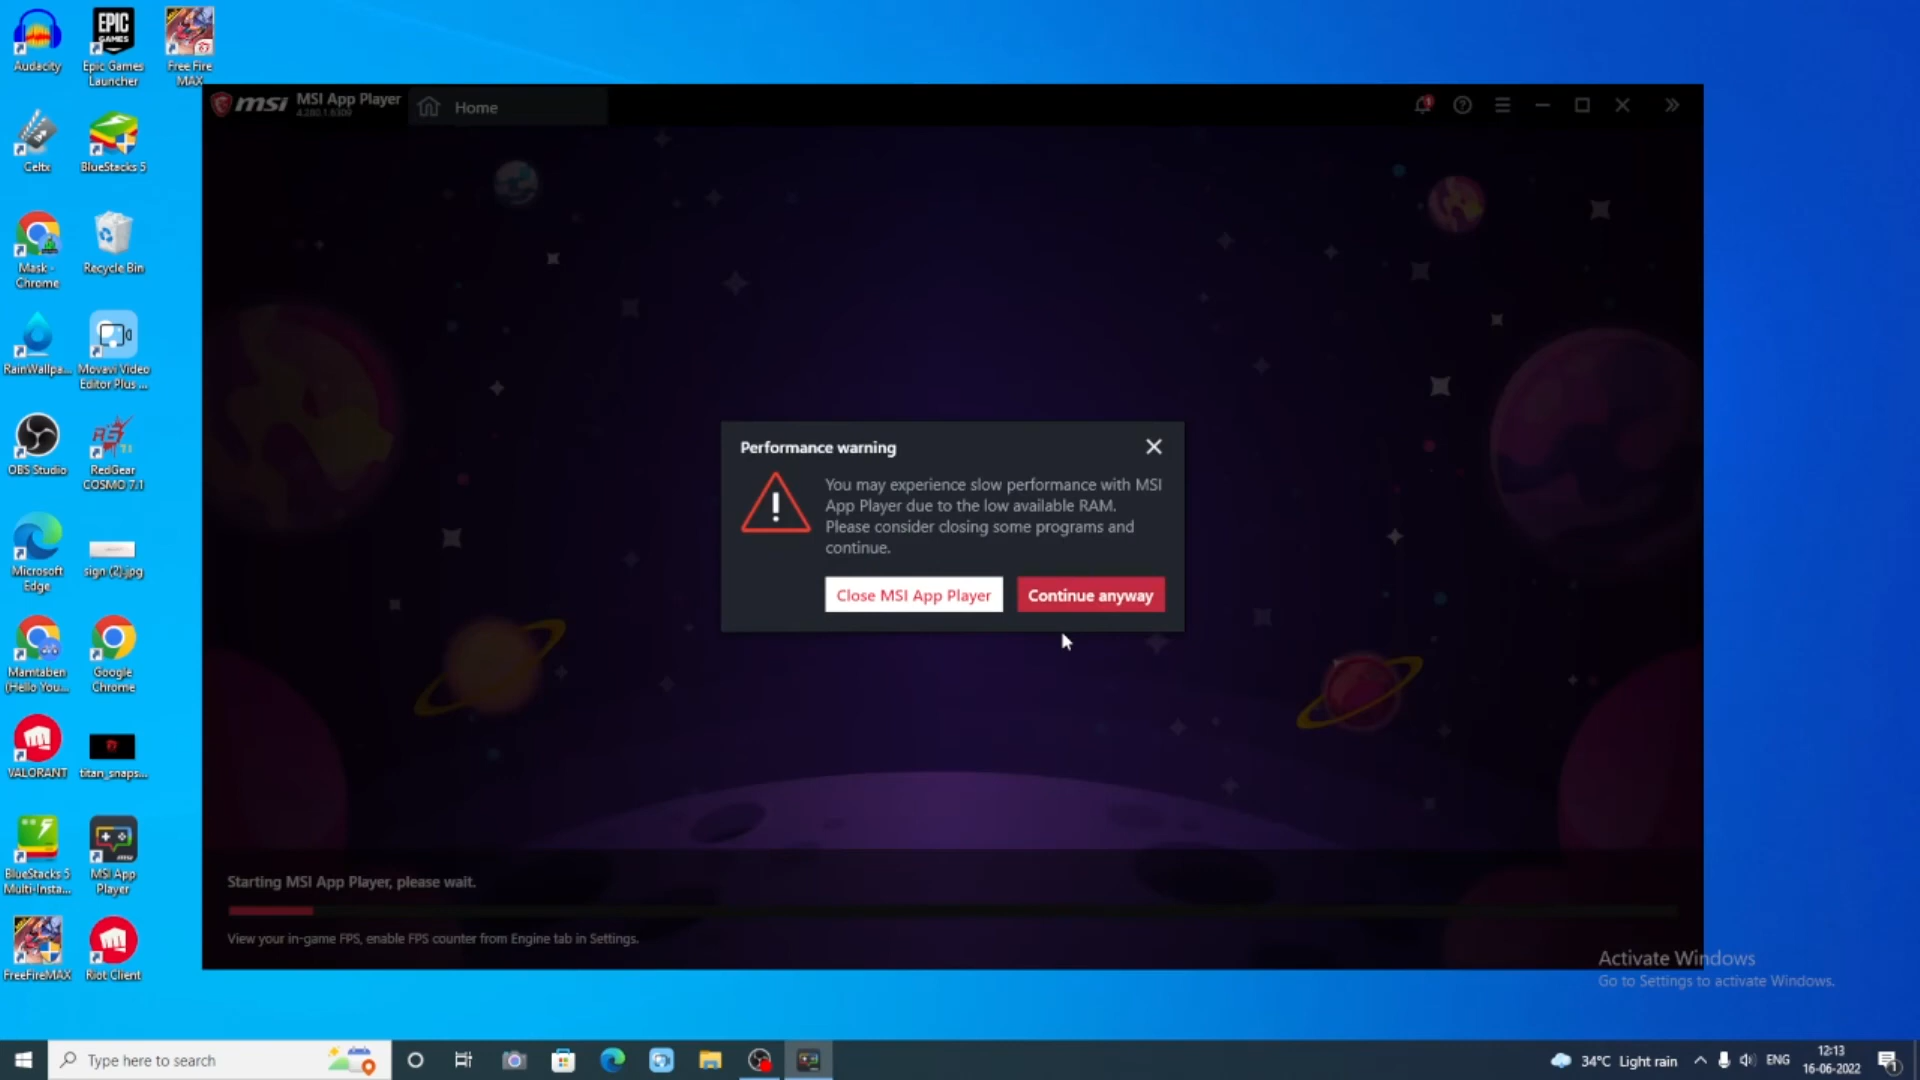 Audacity
Epic Games
Launcher
Free Fire
MAX
Celtx
BlueStacks 5
Mask -
Chrome
Recycle Bin
RainWallpa...
Movavi Video
Editor Plus ...
OBS Studio
RedGear
COSMO 7.1
Microsoft
Edge
sign (2).jpg
Mamtaben
(Hello You...
Google
Chrome
VALORANT
titan_snaps...
BlueStacks 5
Multi-Insta...
MSI App
Player
FreeFireMAX
Riot Client
msi
MSI App Player
4.280.1.6309
Home
Performance warning
You may experience slow performance with MSI
App Player due to the low available RAM.
Please consider closing some programs and
continue.
Close MSI App Player
Continue anyway
Starting MSI App Player, please wait.
View your in-game FPS, enable FPS counter from Engine tab in Settings.
Activate Windows
Go to Settings to activate Windows.
Type here to search
34°C Light rain
ENG
12:13
16-06-2022